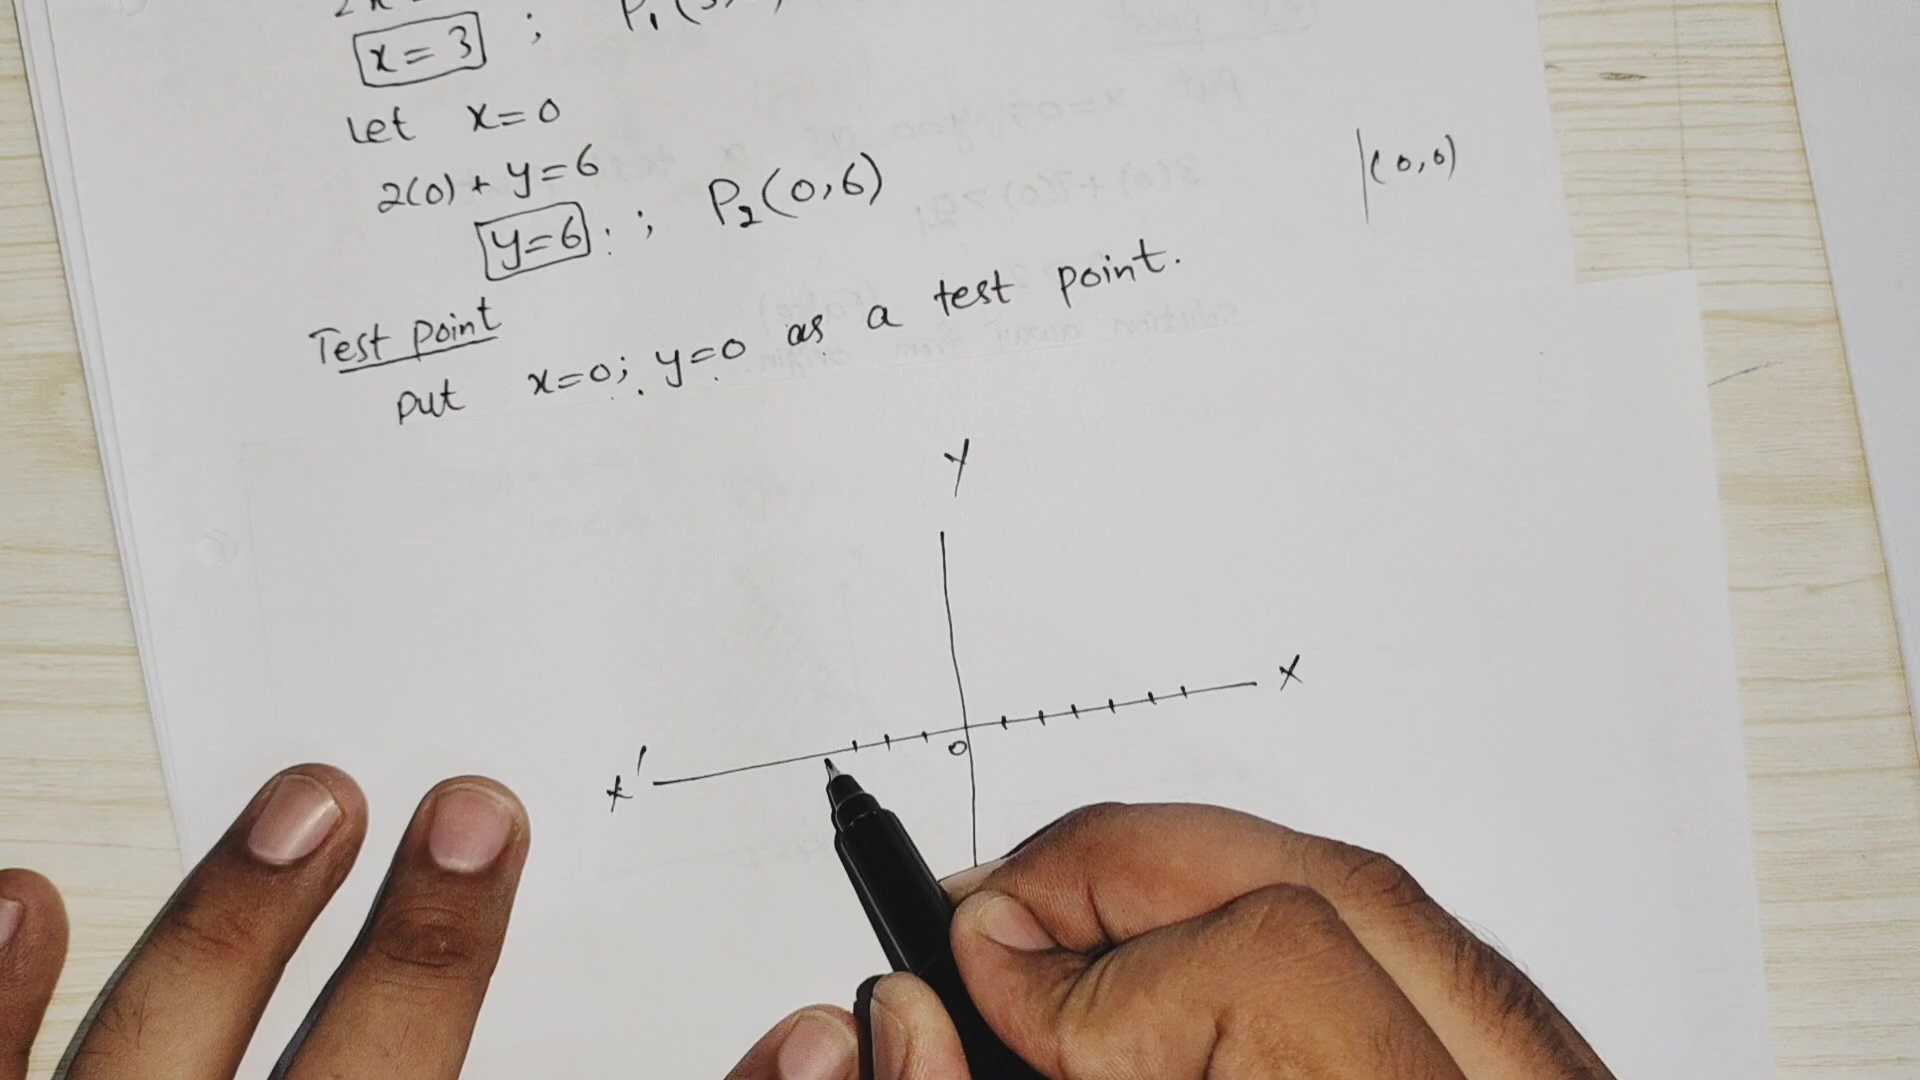 x = 3 ;
Let x=0
2(0) + y = 6
y=6 ; P₂(0,6)
|(0,0)
Test point
put x=0; y=0 as a test point.
Y
X
0
X'